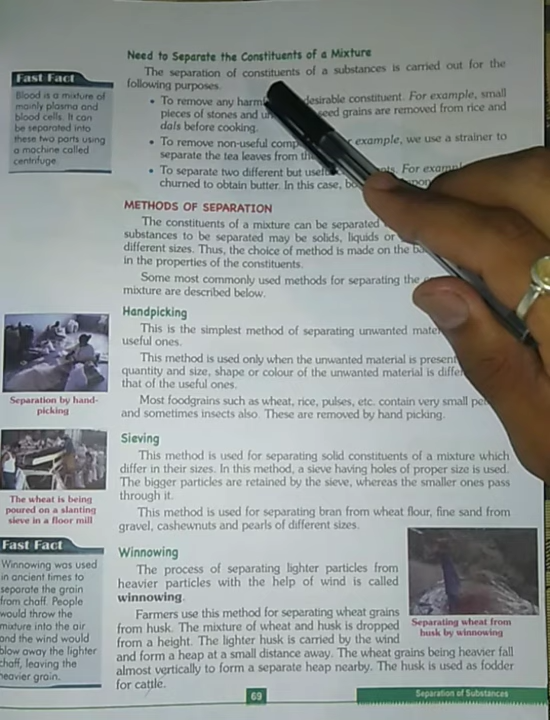 Need to Separate the Constituents of a Mixture
The separation of constituents of a substances is carried out for the
following purposes.
• To remove any harm desirable constituent. For example, small
pieces of stones and un seed grains are removed from rice and
dals before cooking.
• To remove non-useful comp example, we use a strainer to
separate the tea leaves from th
• To separate two different but usef ts. For exampl
churned to obtain butter. In this case, bo
METHODS OF SEPARATION
The constituents of a mixture can be separated
substances to be separated may be solids, liquids or
different sizes. Thus, the choice of method is made on the ba
in the properties of the constituents.
Some most commonly used methods for separating the
mixture are described below.
Handpicking
This is the simplest method of separating unwanted mate
useful ones.
This method is used only when the unwanted material is present
quantity and size, shape or colour of the unwanted material is diffe
that of the useful ones.
Most foodgrains such as wheat, rice, pulses, etc. contain very small pe
and sometimes insects also. These are removed by hand picking.
Sieving
This method is used for separating solid constituents of a mixture which
differ in their sizes. In this method, a sieve having holes of proper size is used.
The bigger particles are retained by the sieve, whereas the smaller ones pass
through it.
This method is used for separating bran from wheat flour, fine sand from
gravel, cashewnuts and pearls of different sizes.
Winnowing
The process of separating lighter particles from
heavier particles with the help of wind is called
winnowing.
Farmers use this method for separating wheat grains
from husk. The mixture of wheat and husk is dropped
from a height. The lighter husk is carried by the wind
and form a heap at a small distance away. The wheat grains being heavier fall
almost vertically to form a separate heap nearby. The husk is used as fodder
for cattle.
Fast Fact
Blood is a mixture of
mainly plasma and
blood cells. It can
be separated into
these two parts using
a machine called
centrifuge.
Separation by hand-
picking
The wheat is being
poured on a slanting
sieve in a floor mill
Fast Fact
Winnowing was used
in ancient times to
separate the grain
from chaff. People
would throw the
mixture into the air
and the wind would
blow away the lighter
chaff, leaving the
heavier grain.
Separating wheat from
husk by winnowing
69
Separation of Substances